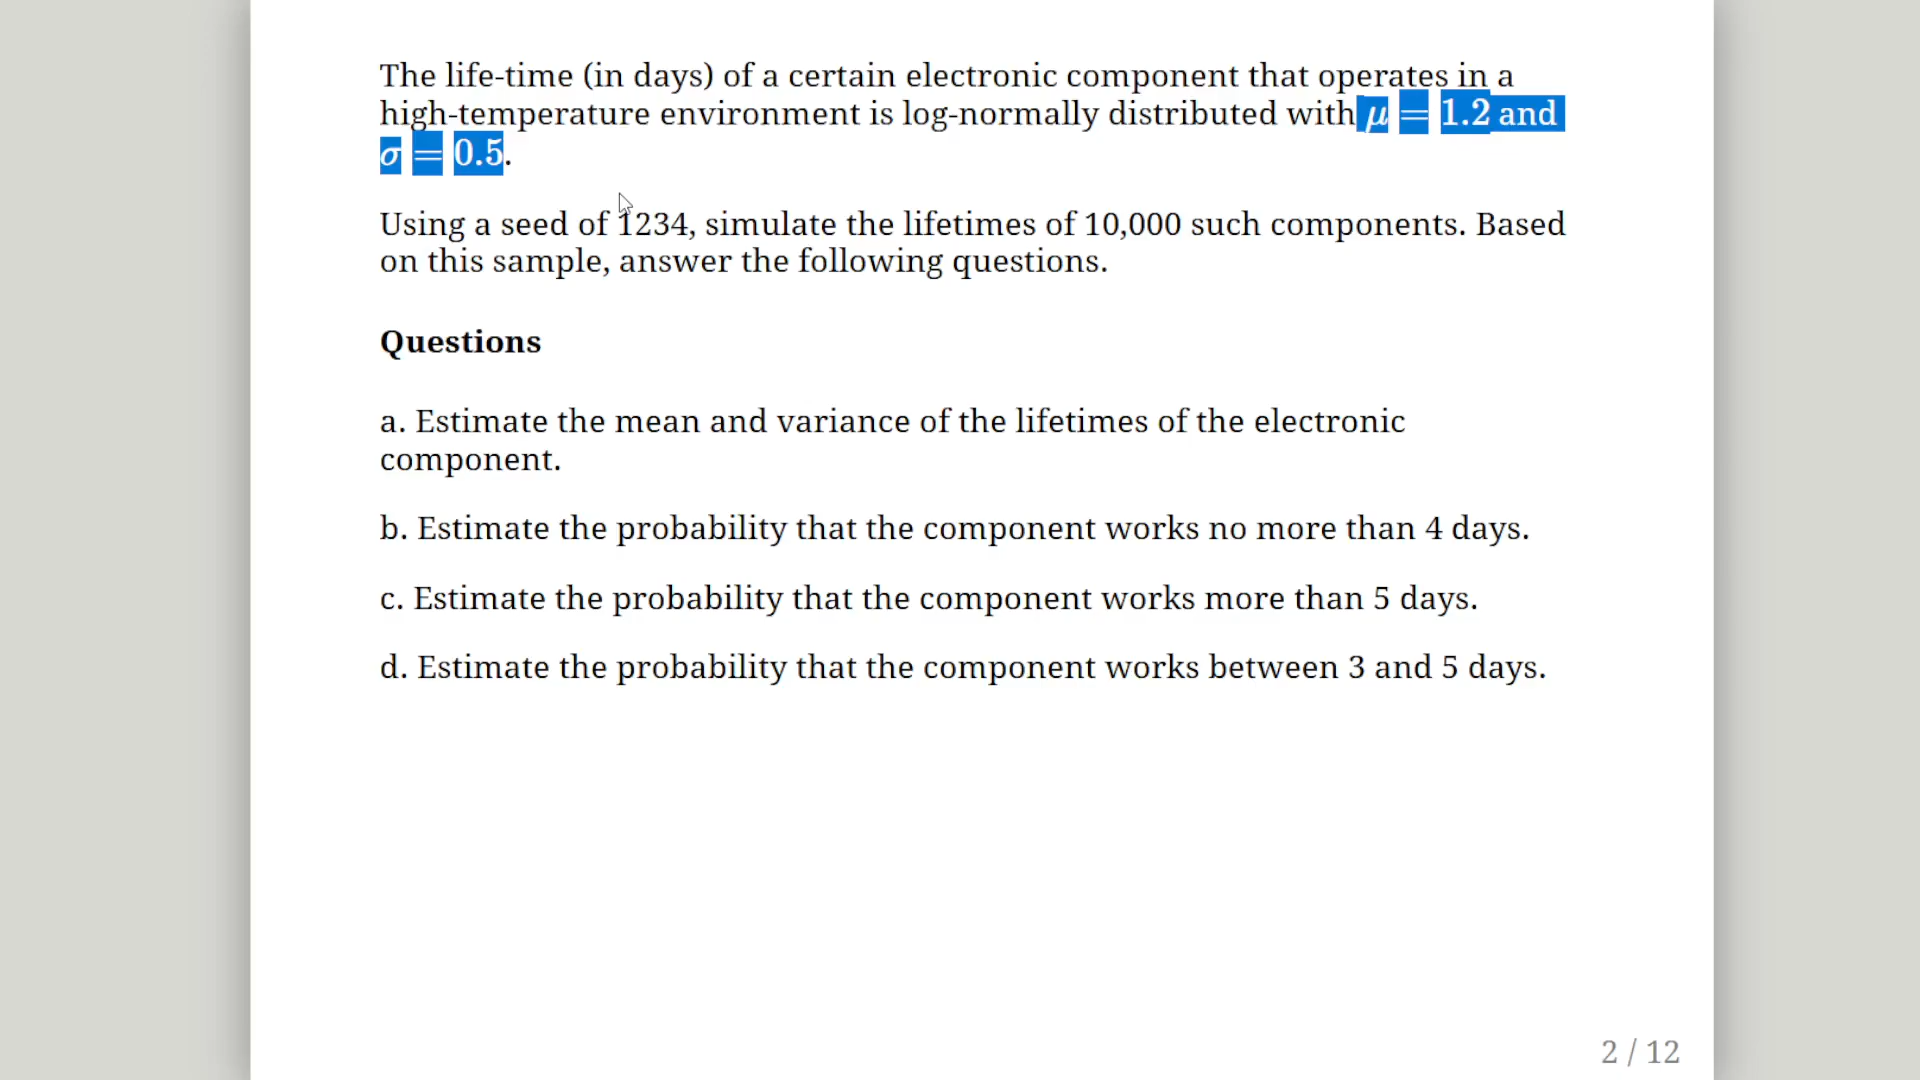 The life-time (in days) of a certain electronic component that operates in a
high-temperature environment is log-normally distributed with μ = 1.2 and
σ = 0.5.
Using a seed of 1234, simulate the lifetimes of 10,000 such components. Based
on this sample, answer the following questions.
Questions
a. Estimate the mean and variance of the lifetimes of the electronic
component.
b. Estimate the probability that the component works no more than 4 days.
c. Estimate the probability that the component works more than 5 days.
d. Estimate the probability that the component works between 3 and 5 days.
2 / 12